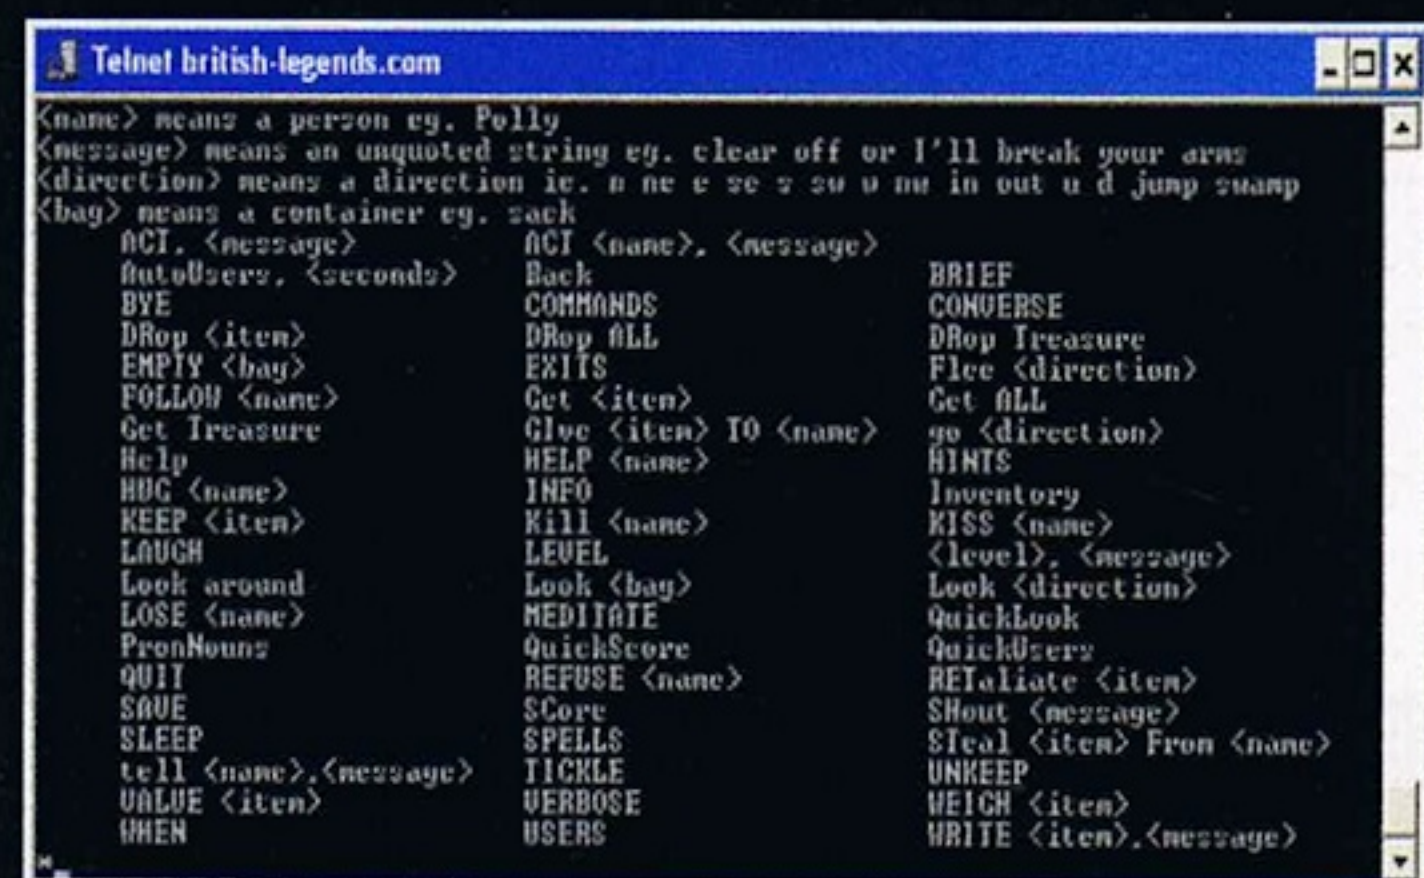 Telnet british-legends.com
<name> means a person eg. Polly
<message> means an unquoted string eg. clear off or I'll break your arms
<direction> means a direction ie. n ne e se s sw w nw in out u d jump swamp
<bag> means a container eg. sack
ACT, <message> ACT <name>, <message>
AutoUsers, <seconds> Back BRIEF
BYE COMMANDS CONVERSE
DRop <item> DRop ALL DRop Treasure
EMPTY <bag> EXITS Flee <direction>
FOLLOW <name> Get <item> Get ALL
Get Treasure GIve <item> TO <name> go <direction>
Help HELP <name> HINTS
HUG <name> INFO Inventory
KEEP <item> Kill <name> KISS <name>
LAUGH LEVEL <level>, <message>
Look around Look <bag> Look <direction>
LOSE <name> MEDITATE QuickLook
PronNouns QuickScore QuickUsers
QUIT REFUSE <name> RETaliate <item>
SAVE SCore SHout <message>
SLEEP SPELLS STeal <item> From <name>
tell <name>,<message> TICKLE UNKEEP
VALUE <item> VERBOSE WEIGH <item>
WHEN USERS WRITE <item>,<message>
*